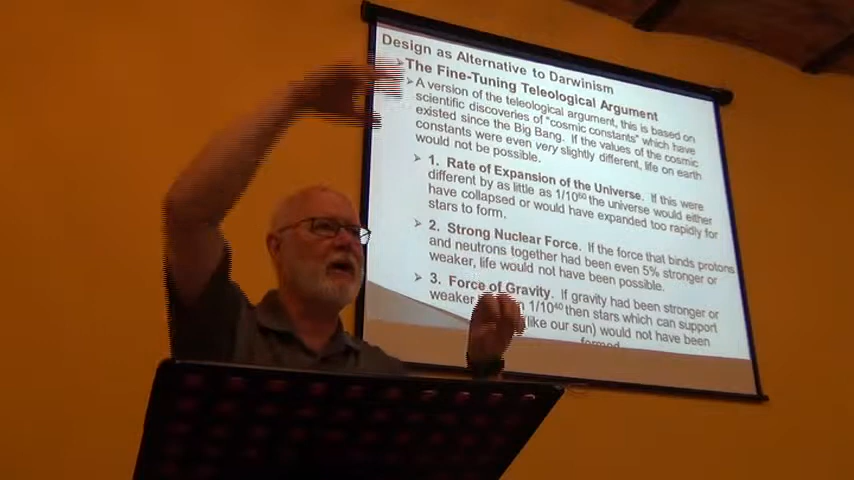 Design as Alternative to Darwinism
The Fine-Tuning Teleological Argument
A version of the teleological argument, this is based on
scientific discoveries of "cosmic constants" which have
existed since the Big Bang. If the values of the cosmic
constants were even very slightly different, life on earth
would not be possible.
1. Rate of Expansion of the Universe. If this were
different by as little as 1/10⁶⁰ the universe would either
have collapsed or would have expanded too rapidly for
stars to form.
2. Strong Nuclear Force. If the force that binds protons
and neutrons together had been even 5% stronger or
weaker, life would not have been possible.
3. Force of Gravity. If gravity had been stronger or
weaker 1/10⁴⁰ then stars which can support
(like our sun) would not have been
formed